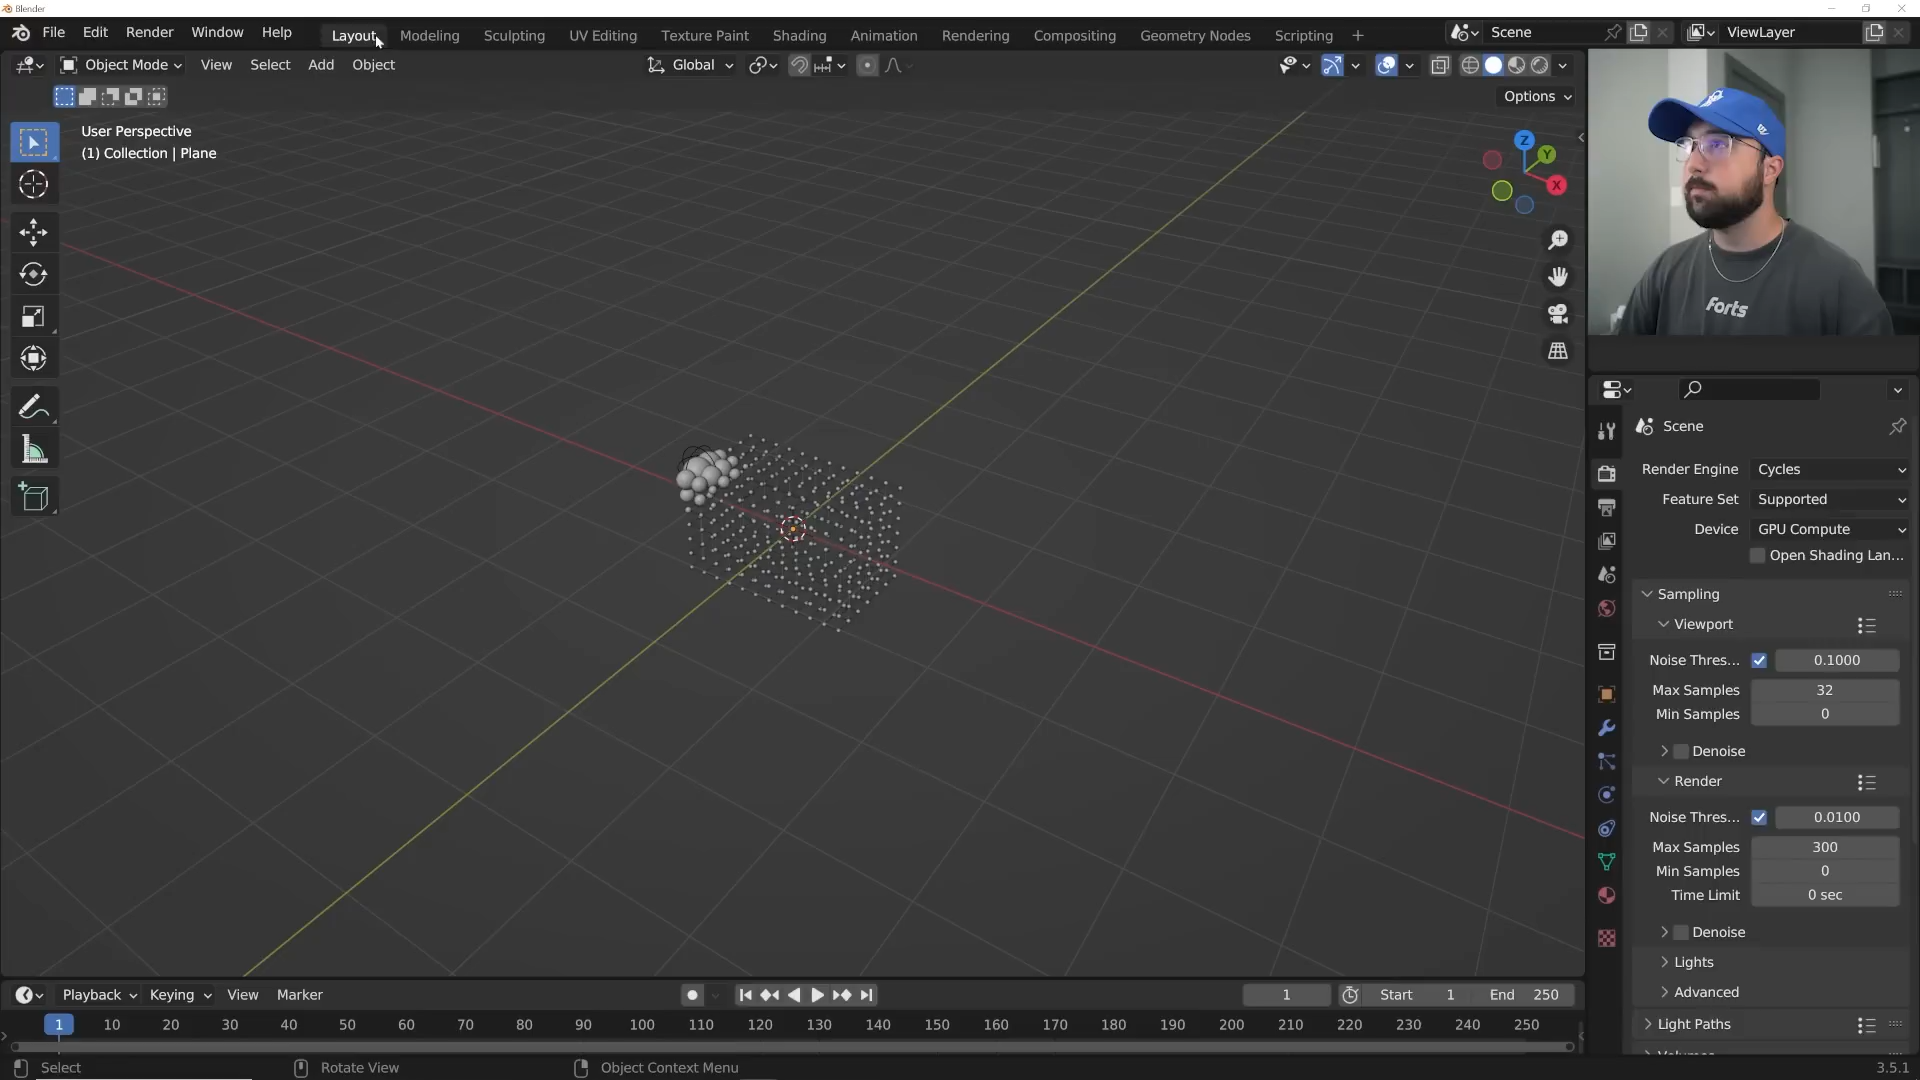 Blender
File Edit Render Window Help Layout Modeling Sculpting UV Editing Texture Paint Shading Animation Rendering Compositing Geometry Nodes Scripting + Scene ViewLayer
Object Mode View Select Add Object Global
Options
User Perspective
(1) Collection | Plane
Z
Y
X
forts
Scene
Render Engine Cycles
Feature Set Supported
Device GPU Compute
Open Shading Lan...
Sampling
Viewport
Noise Thres... 0.1000
Max Samples 32
Min Samples 0
Denoise
Render
Noise Thres... 0.0100
Max Samples 300
Min Samples 0
Time Limit 0 sec
Denoise
Lights
Advanced
Light Paths
Playback Keying View Marker 1 Start 1 End 250
1 10 20 30 40 50 60 70 80 90 100 110 120 130 140 150 160 170 180 190 200 210 220 230 240 250
Select Rotate View Object Context Menu 3.5.1